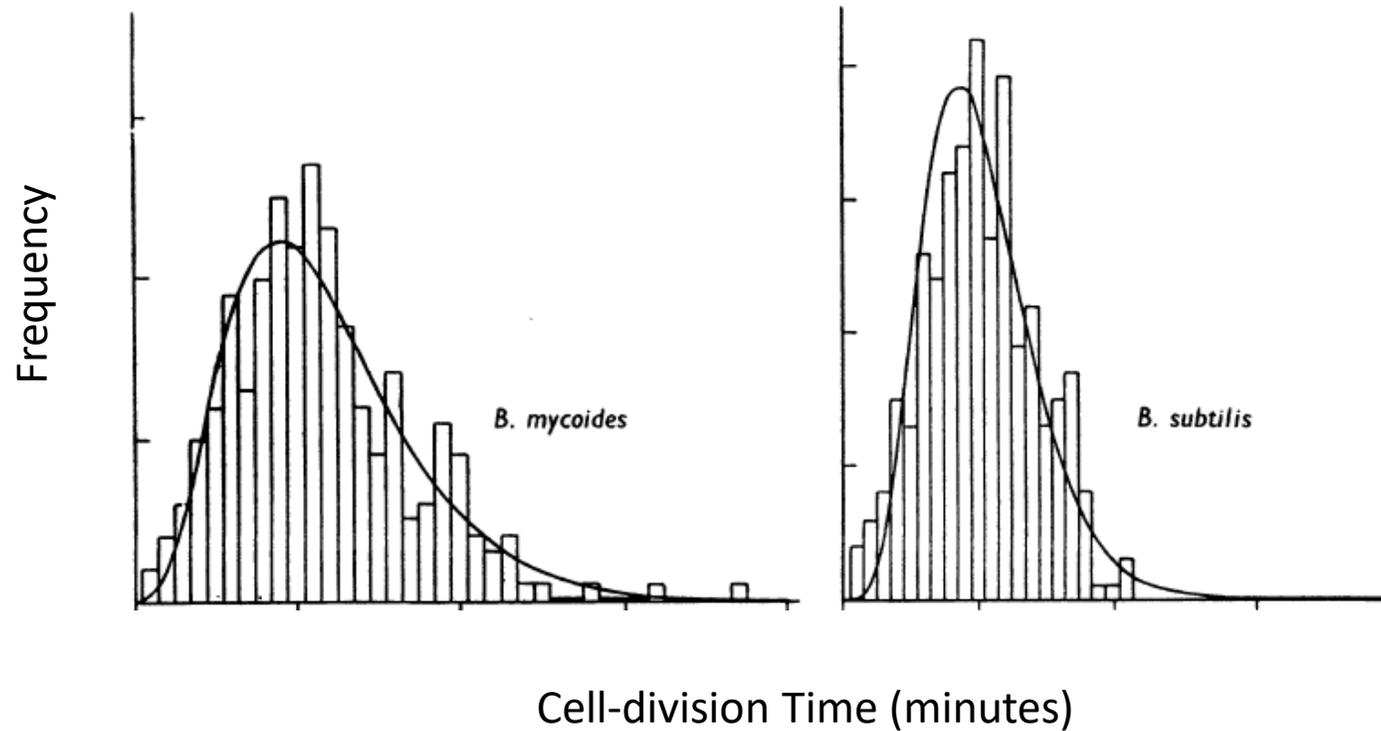 Frequency
B. mycoides
B. subtilis
Cell-division Time (minutes)